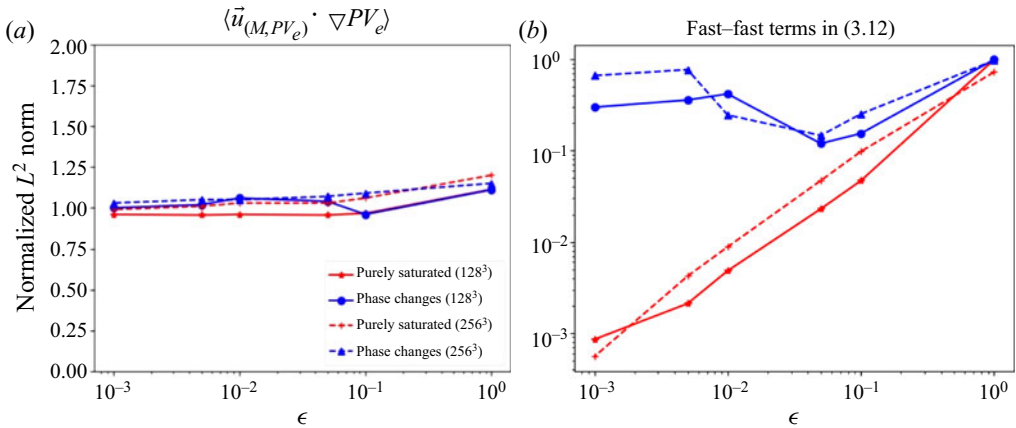 (a)
⟨u⃗(M,PVₑ) · ▽PVₑ⟩
2.00
1.75
1.50
1.25
1.00
0.75
0.50
0.25
0.00
Normalized L² norm
Purely saturated (128³)
Phase changes (128³)
Purely saturated (256³)
Phase changes (256³)
10⁻³
10⁻²
10⁻¹
10⁰
ϵ
(b)
Fast–fast terms in (3.12)
10⁰
10⁻¹
10⁻²
10⁻³
10⁻³
10⁻²
10⁻¹
10⁰
ϵ